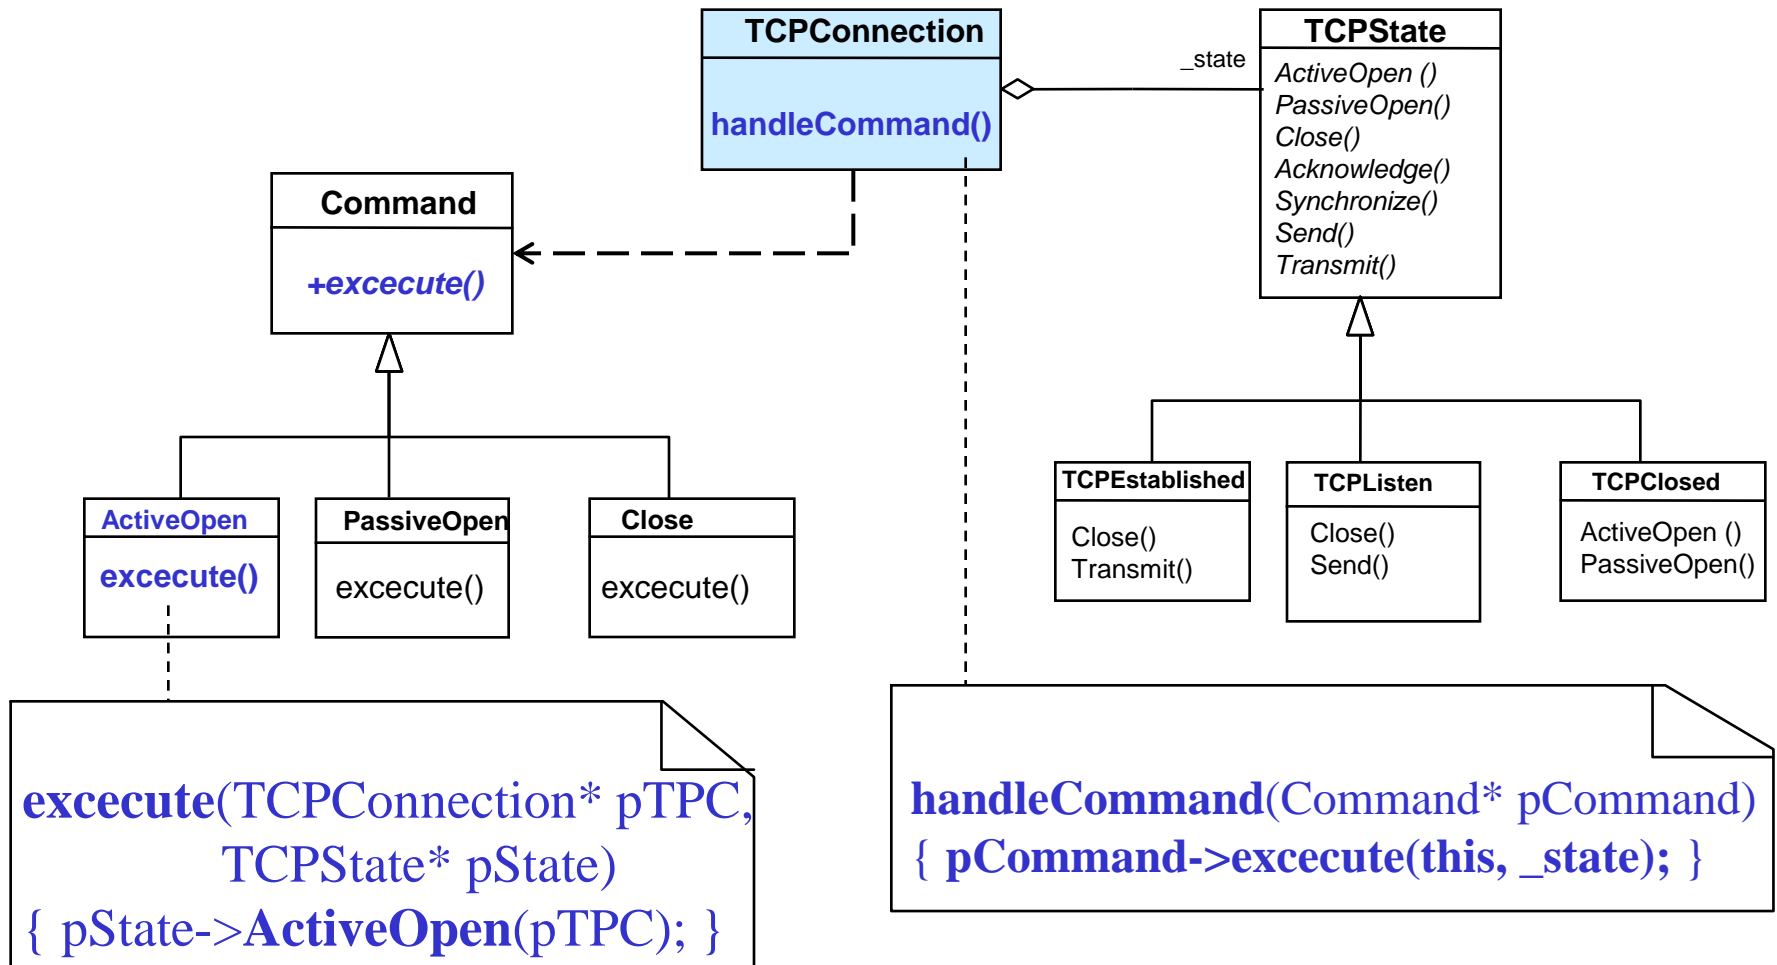 TCPConnection
handleCommand()
_state
TCPState
ActiveOpen ()
PassiveOpen()
Close()
Acknowledge()
Synchronize()
Send()
Transmit()
Command
+excecute()
ActiveOpen
excecute()
PassiveOpen
excecute()
Close
excecute()
TCPEstablished
Close()
Transmit()
TCPListen
Close()
Send()
TCPClosed
ActiveOpen ()
PassiveOpen()
excecute(TCPConnection* pTPC,
TCPState* pState)
{ pState->ActiveOpen(pTPC); }
handleCommand(Command* pCommand)
{ pCommand->excecute(this, _state); }